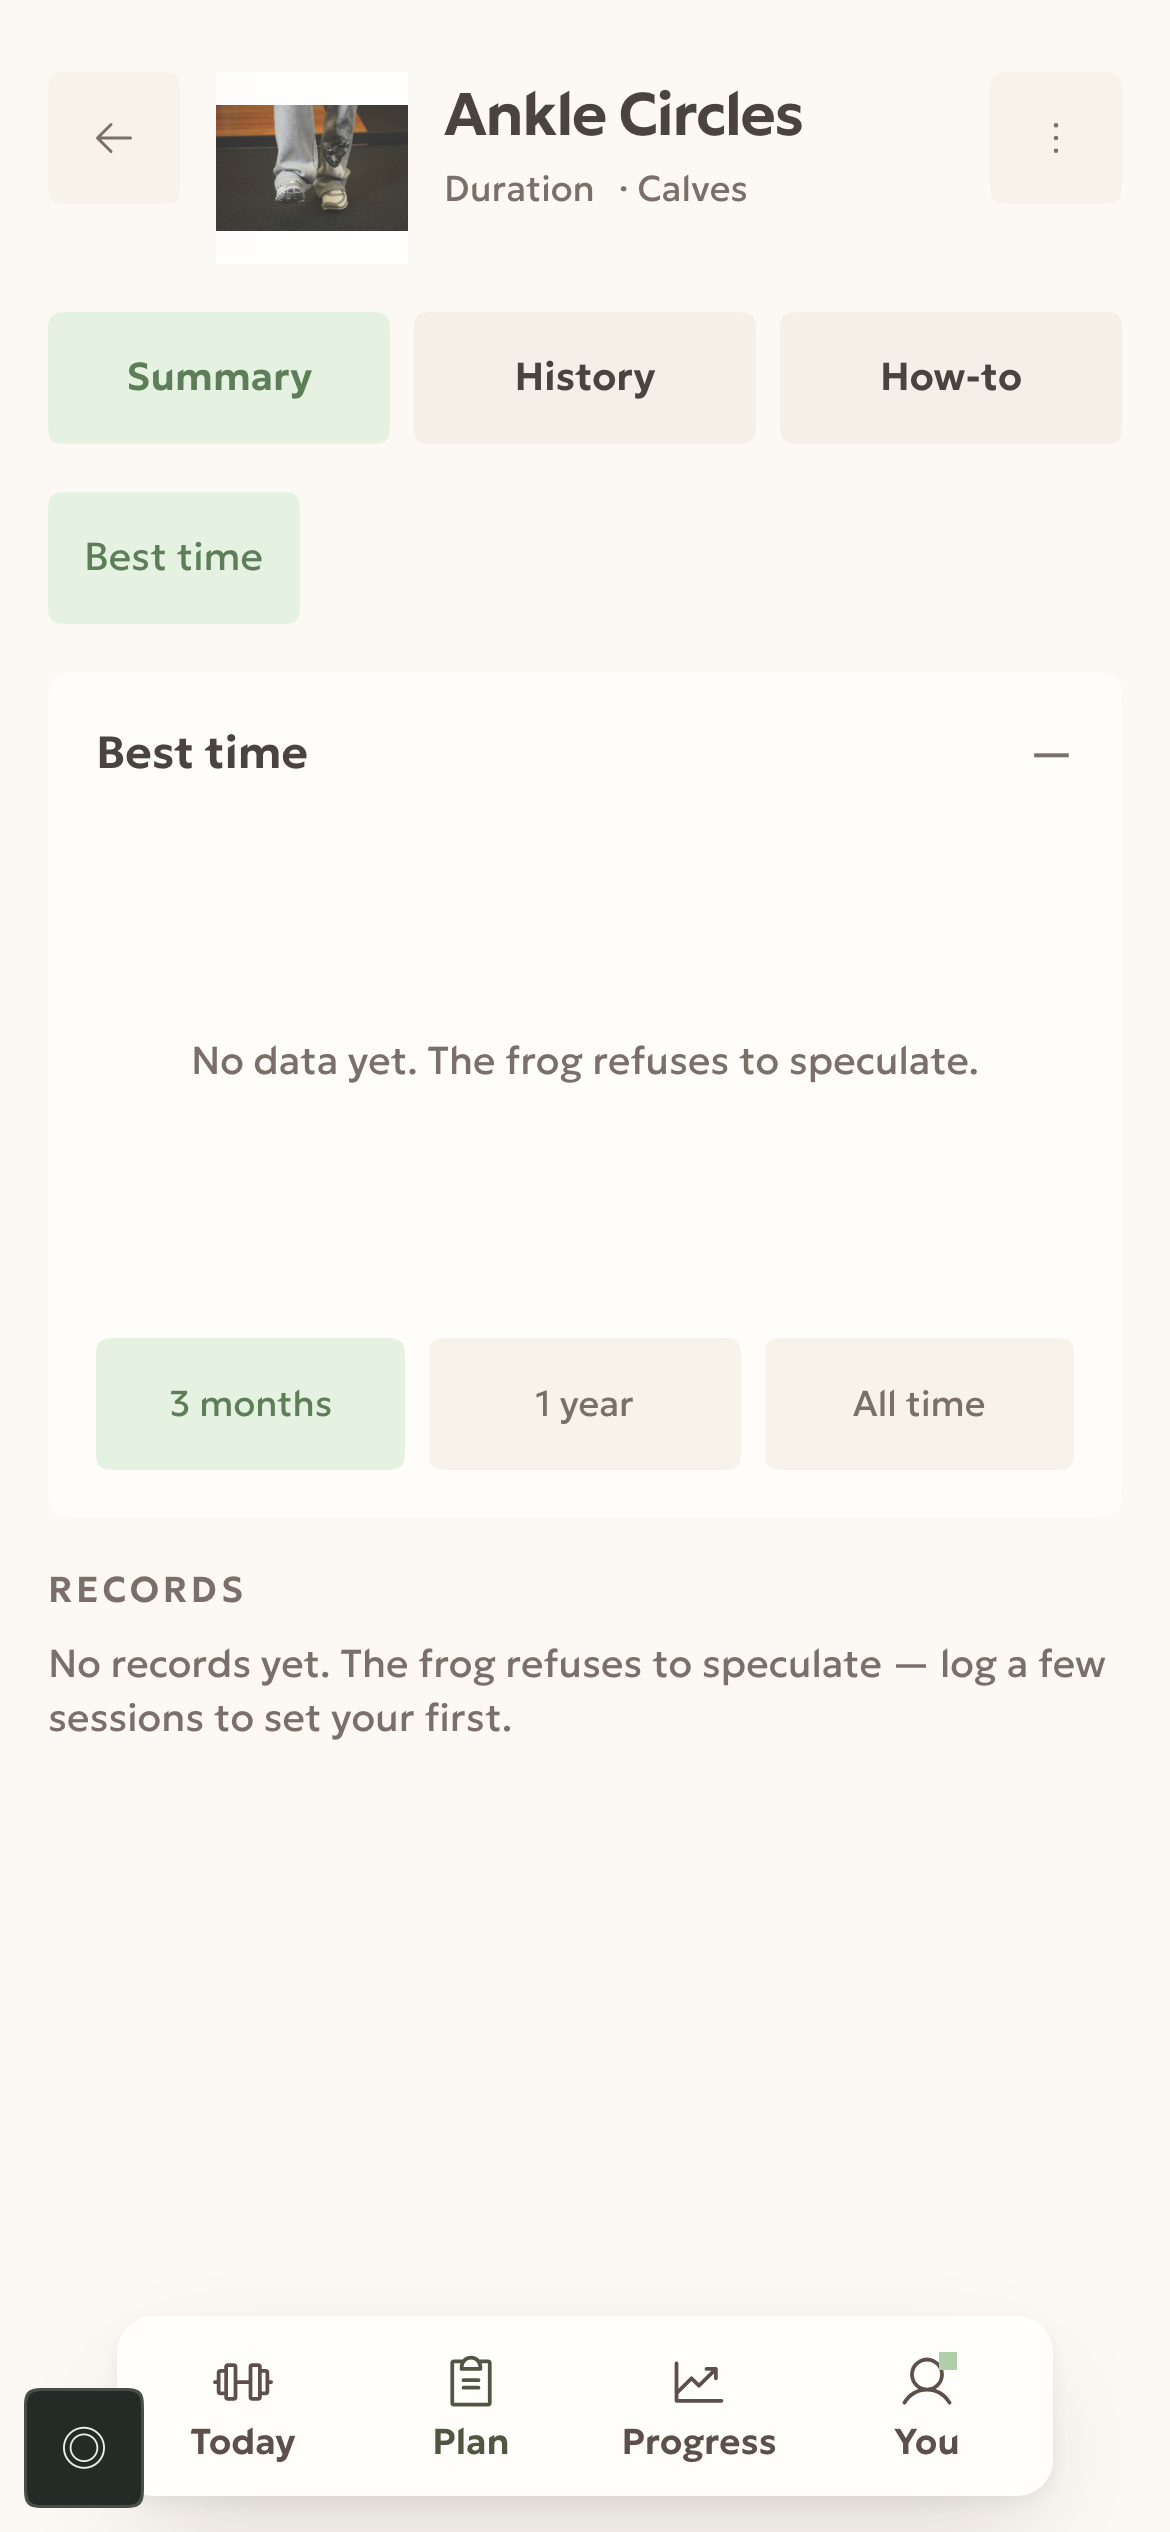 Ankle Circles
Duration · Calves
Summary
History
How-to
Best time
Best time
—
No data yet. The frog refuses to speculate.
3 months
1 year
All time
RECORDS
No records yet. The frog refuses to speculate — log a few
sessions to set your first.
Today
Plan
Progress
You